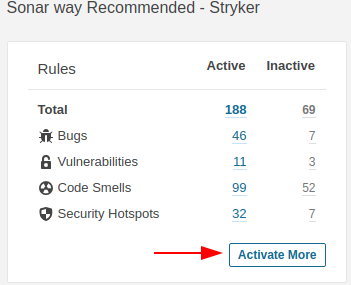 Sonar way Recommended - Stryker
Rules Active Inactive
Total 188 69
Bugs 46 7
Vulnerabilities 11 3
Code Smells 99 52
Security Hotspots 32 7
Activate More